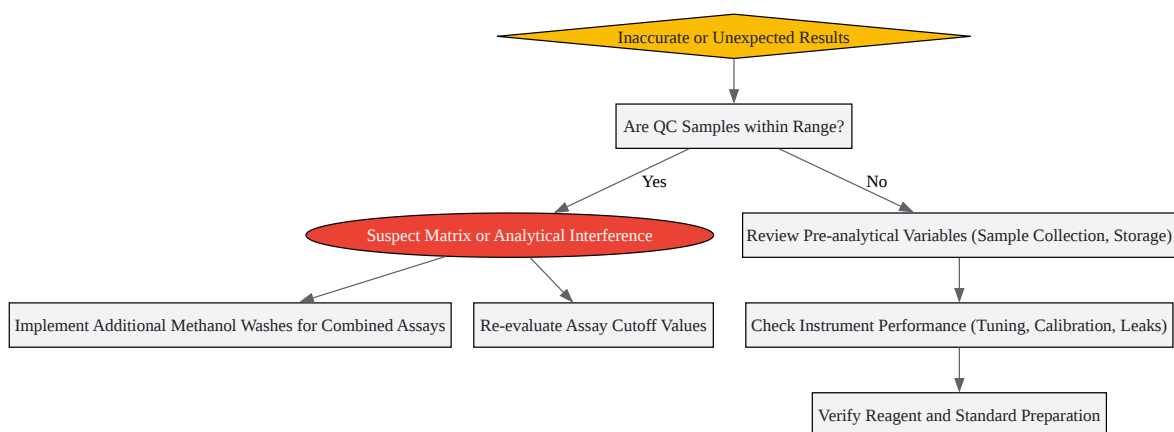 Inaccurate or Unexpected Results
Are QC Samples within Range?
Yes
No
Suspect Matrix or Analytical Interference
Review Pre-analytical Variables (Sample Collection, Storage)
Implement Additional Methanol Washes for Combined Assays
Re-evaluate Assay Cutoff Values
Check Instrument Performance (Tuning, Calibration, Leaks)
Verify Reagent and Standard Preparation